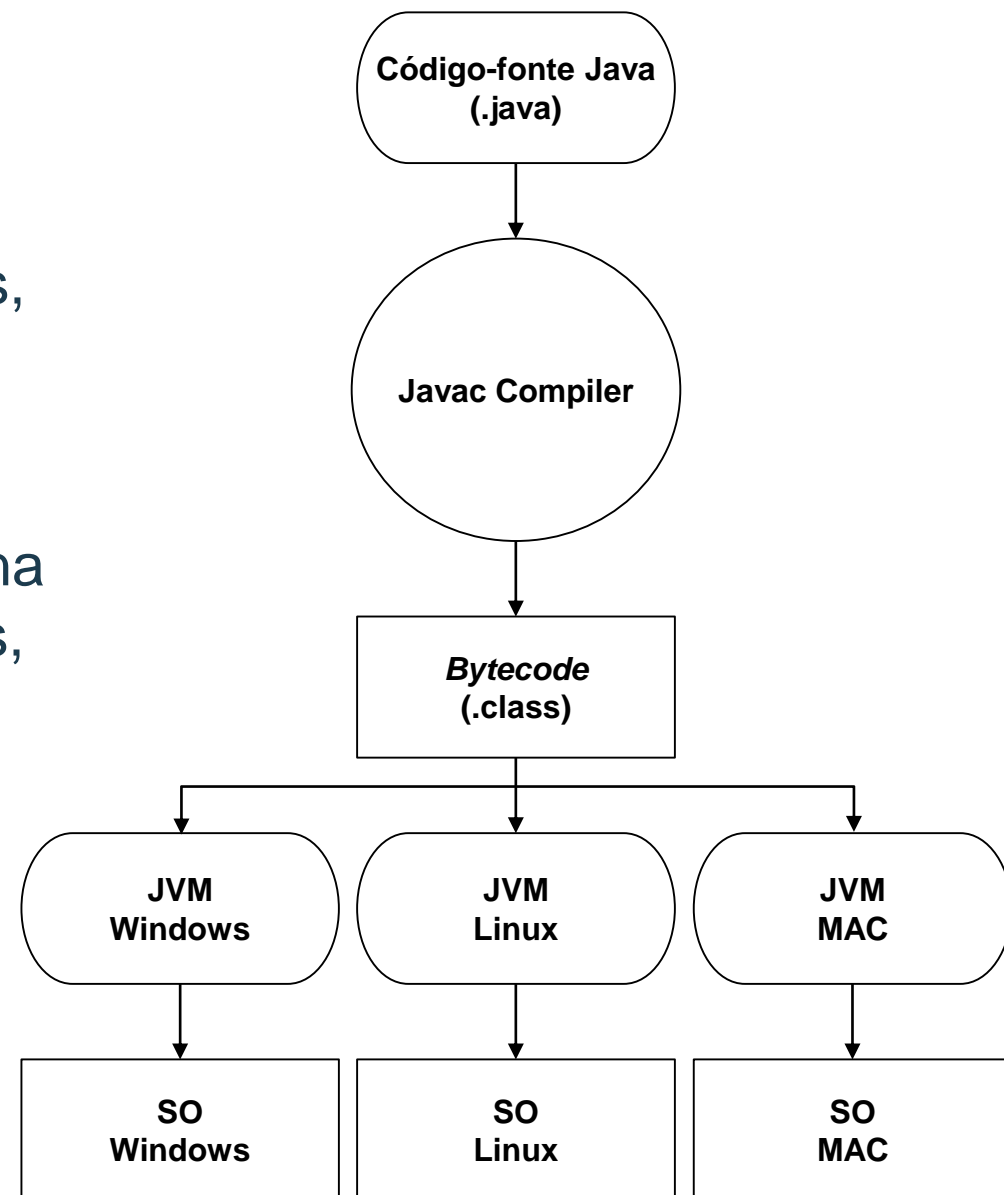 Código-fonte Java
(.java)
Javac Compiler
Bytecode
(.class)
JVM
Windows
JVM
Linux
JVM
MAC
SO
Windows
SO
Linux
SO
MAC